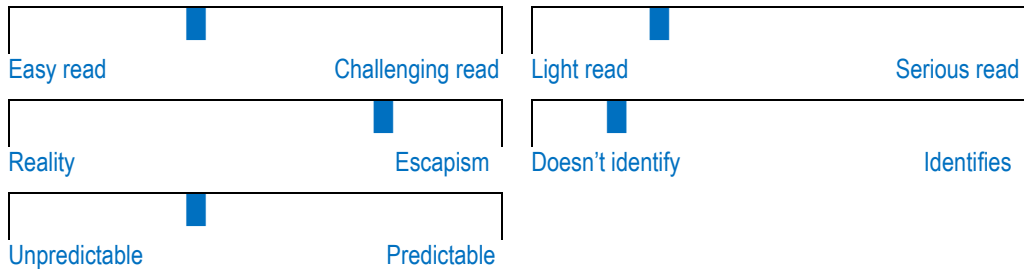 Easy read Challenging read Light read Serious read
Reality Escapism Doesn't identify Identifies
Unpredictable Predictable